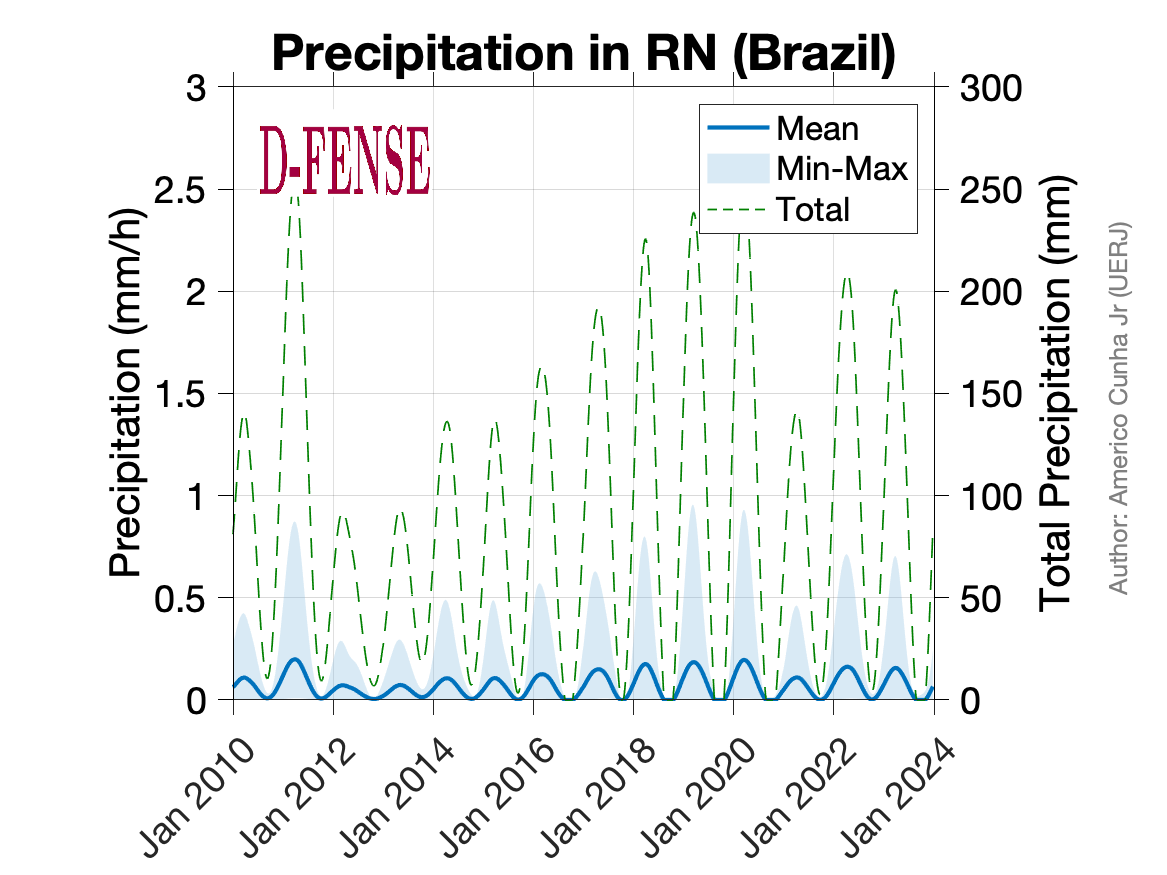 Precipitation in RN (Brazil)
D-FENSE
Mean
Min-Max
Total
Precipitation (mm/h)
3
2.5
2
1.5
1
0.5
0
300
250
200
150
100
50
0
Total Precipitation (mm)
Author: Americo Cunha Jr (UERJ)
Jan 2010
Jan 2012
Jan 2014
Jan 2016
Jan 2018
Jan 2020
Jan 2022
Jan 2024